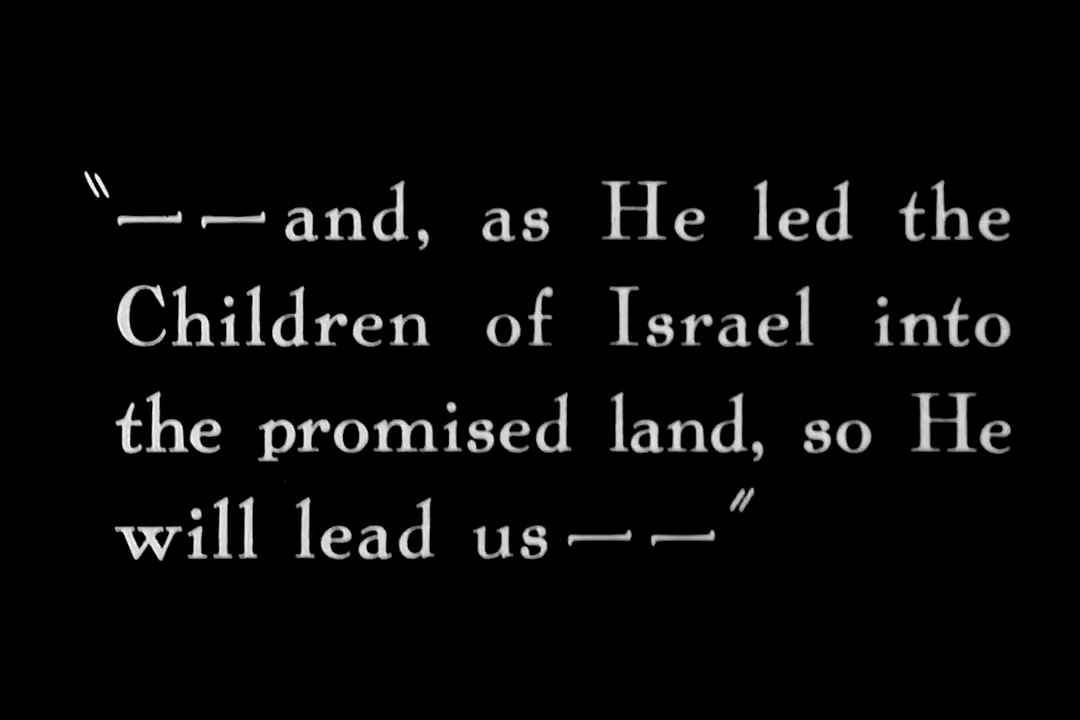 "— — and, as He led the
Children of Israel into
the promised land, so He
will lead us — —"